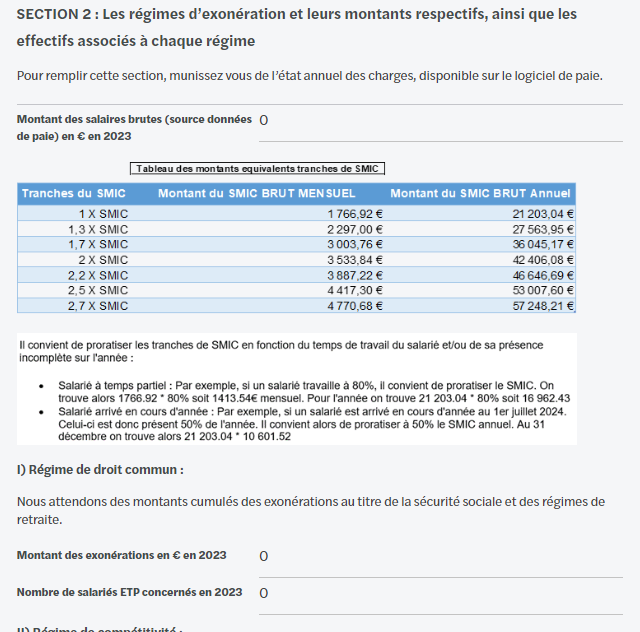 SECTION 2 : Les régimes d’exonération et leurs montants respectifs, ainsi que les
effectifs associés à chaque régime
Pour remplir cette section, munissez vous de l’état annuel des charges, disponible sur le logiciel de paie.
Montant des salaires brutes (source données
de paie) en € en 2023
0
Tableau des montants equivalents tranches de SMIC
Tranches du SMIC Montant du SMIC BRUT MENSUEL Montant du SMIC BRUT Annuel
1 X SMIC 1 766,92 € 21 203,04 €
1,3 X SMIC 2 297,00 € 27 563,95 €
1,7 X SMIC 3 003,76 € 36 045,17 €
2 X SMIC 3 533,84 € 42 406,08 €
2,2 X SMIC 3 887,22 € 46 646,69 €
2,5 X SMIC 4 417,30 € 53 007,60 €
2,7 X SMIC 4 770,68 € 57 248,21 €
Il convient de proratiser les tranches de SMIC en fonction du temps de travail du salarié et/ou de sa présence
incomplète sur l'année :
• Salarié à temps partiel : Par exemple, si un salarié travaille à 80%, il convient de proratiser le SMIC. On
trouve alors 1766.92 * 80% soit 1413.54€ mensuel. Pour l'année on trouve 21 203.04 * 80% soit 16 962.43
• Salarié arrivé en cours d'année : Par exemple, si un salarié est arrivé en cours d'année au 1er juillet 2024.
Celui-ci est donc présent 50% de l'année. Il convient alors de proratiser à 50% le SMIC annuel. Au 31
décembre on trouve alors 21 203.04 * 10 601.52
I) Régime de droit commun :
Nous attendons des montants cumulés des exonérations au titre de la sécurité sociale et des régimes de
retraite.
Montant des exonérations en € en 2023 0
Nombre de salariés ETP concernés en 2023 0
II) Régime de compétitivité :